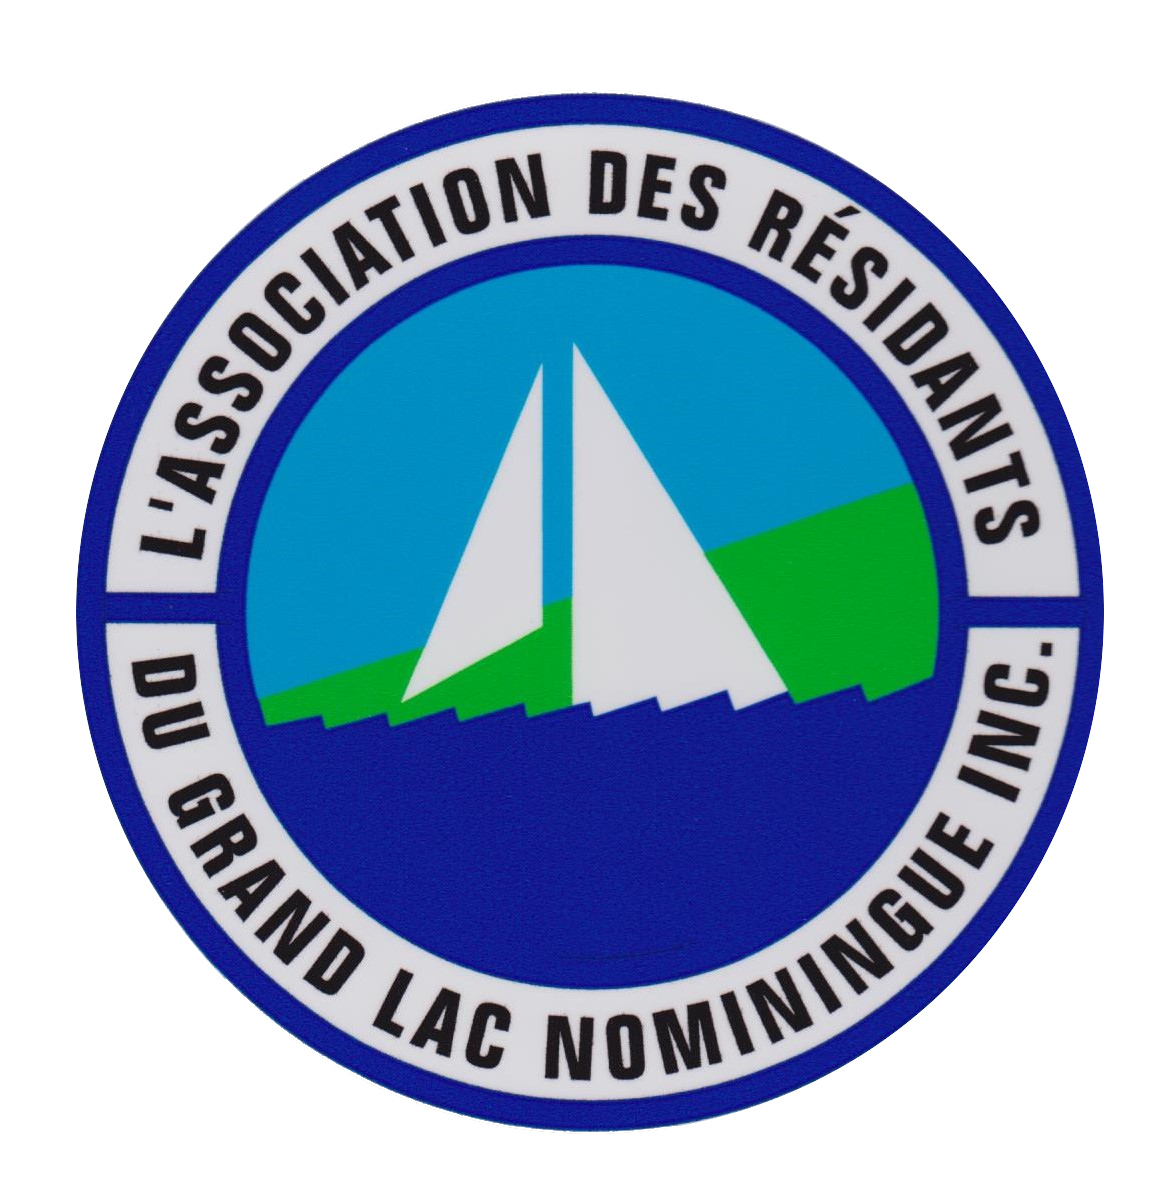 L'ASSOCIATION DES RÉSIDANTS
DU GRAND LAC NOMININGUE INC.